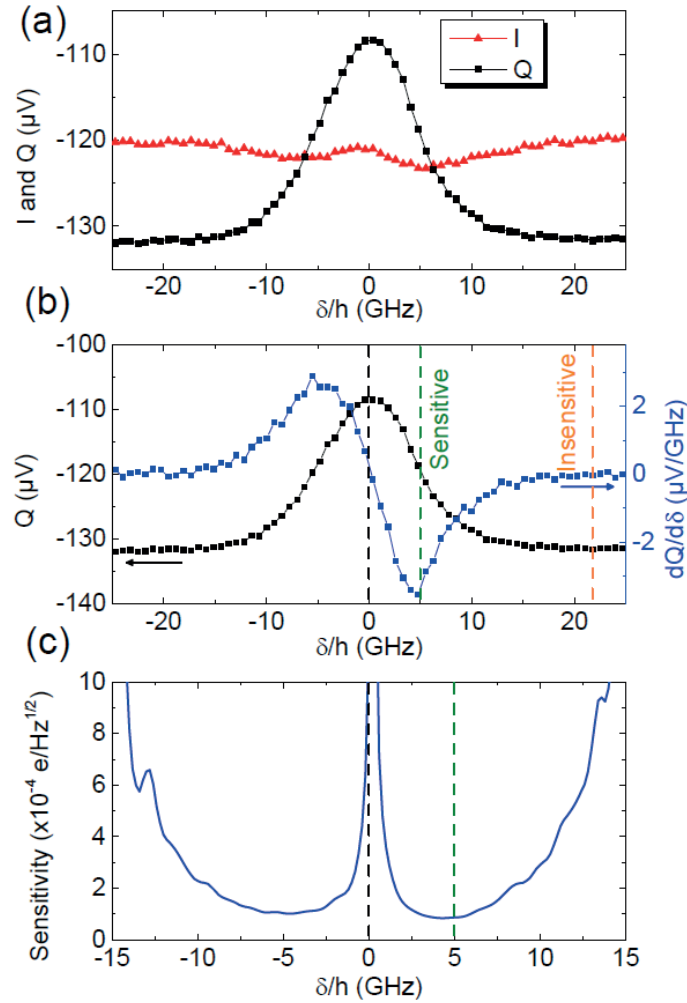 (a)
I
Q
-110
-120
-130
I and Q (µV)
-20 -10 0 10 20
δ/h (GHz)
(b)
-100
-110
-120
-130
-140
Q (µV)
Sensitive
Insensitive
2
0
-2
dQ/dδ (µV/GHz)
-20 -10 0 10 20
δ/h (GHz)
(c)
10
8
6
4
2
0
Sensitivity (x10⁻⁴ e/Hz¹ᐟ²)
-15 -10 -5 0 5 10 15
δ/h (GHz)